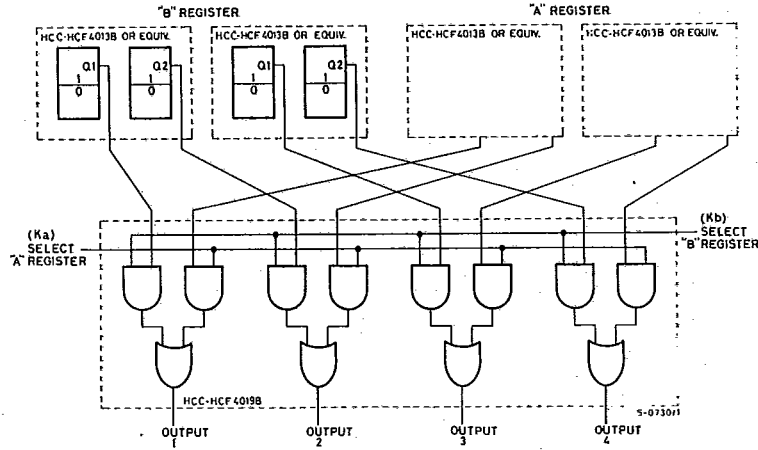 "B" REGISTER
"A" REGISTER
HCC-HCF4013B OR EQUIV.
HCC-HCF4013B OR EQUIV.
HCC-HCF4013B OR EQUIV.
HCC-HCF4013B OR EQUIV.
Q1
1
0
Q2
1
0
Q1
1
0
Q2
1
0
(Ka)
SELECT
"A" REGISTER
(Kb)
SELECT
"B" REGISTER
HCC-HCF4019B
S-0730/1
OUTPUT
1
OUTPUT
2
OUTPUT
3
OUTPUT
4